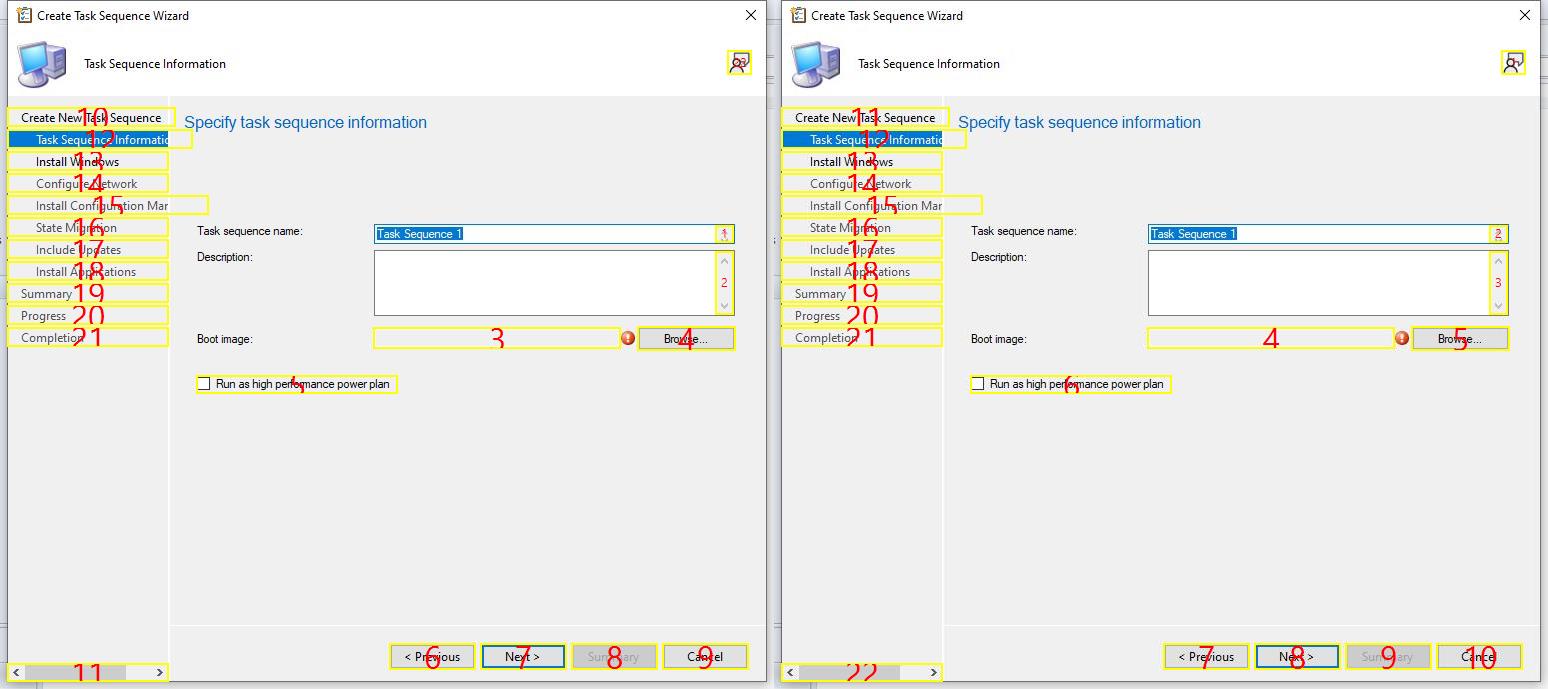 Create Task Sequence Wizard
Task Sequence Information
Create New Task Sequence
10
Task Sequence Informatio
12
Install Windows
13
Configure Network
14
Install Configuration Mar
15
State Migration
16
Include Updates
17
Install Applications
18
Summary
19
Progress
20
Completion
21
11
Specify task sequence information
Task sequence name:
Task Sequence 1
1
Description:
2
Boot image:
3
Browse...
4
Run as high performance power plan
5
< Previous
6
Next >
7
Summary
8
Cancel
9
Create Task Sequence Wizard
Task Sequence Information
Create New Task Sequence
11
Task Sequence Informatio
12
Install Windows
13
Configure Network
14
Install Configuration Mar
15
State Migration
16
Include Updates
17
Install Applications
18
Summary
19
Progress
20
Completion
21
22
Specify task sequence information
Task sequence name:
Task Sequence 1
2
Description:
3
Boot image:
4
Browse...
5
Run as high performance power plan
6
< Previous
7
Next >
8
Summary
9
Cancel
10